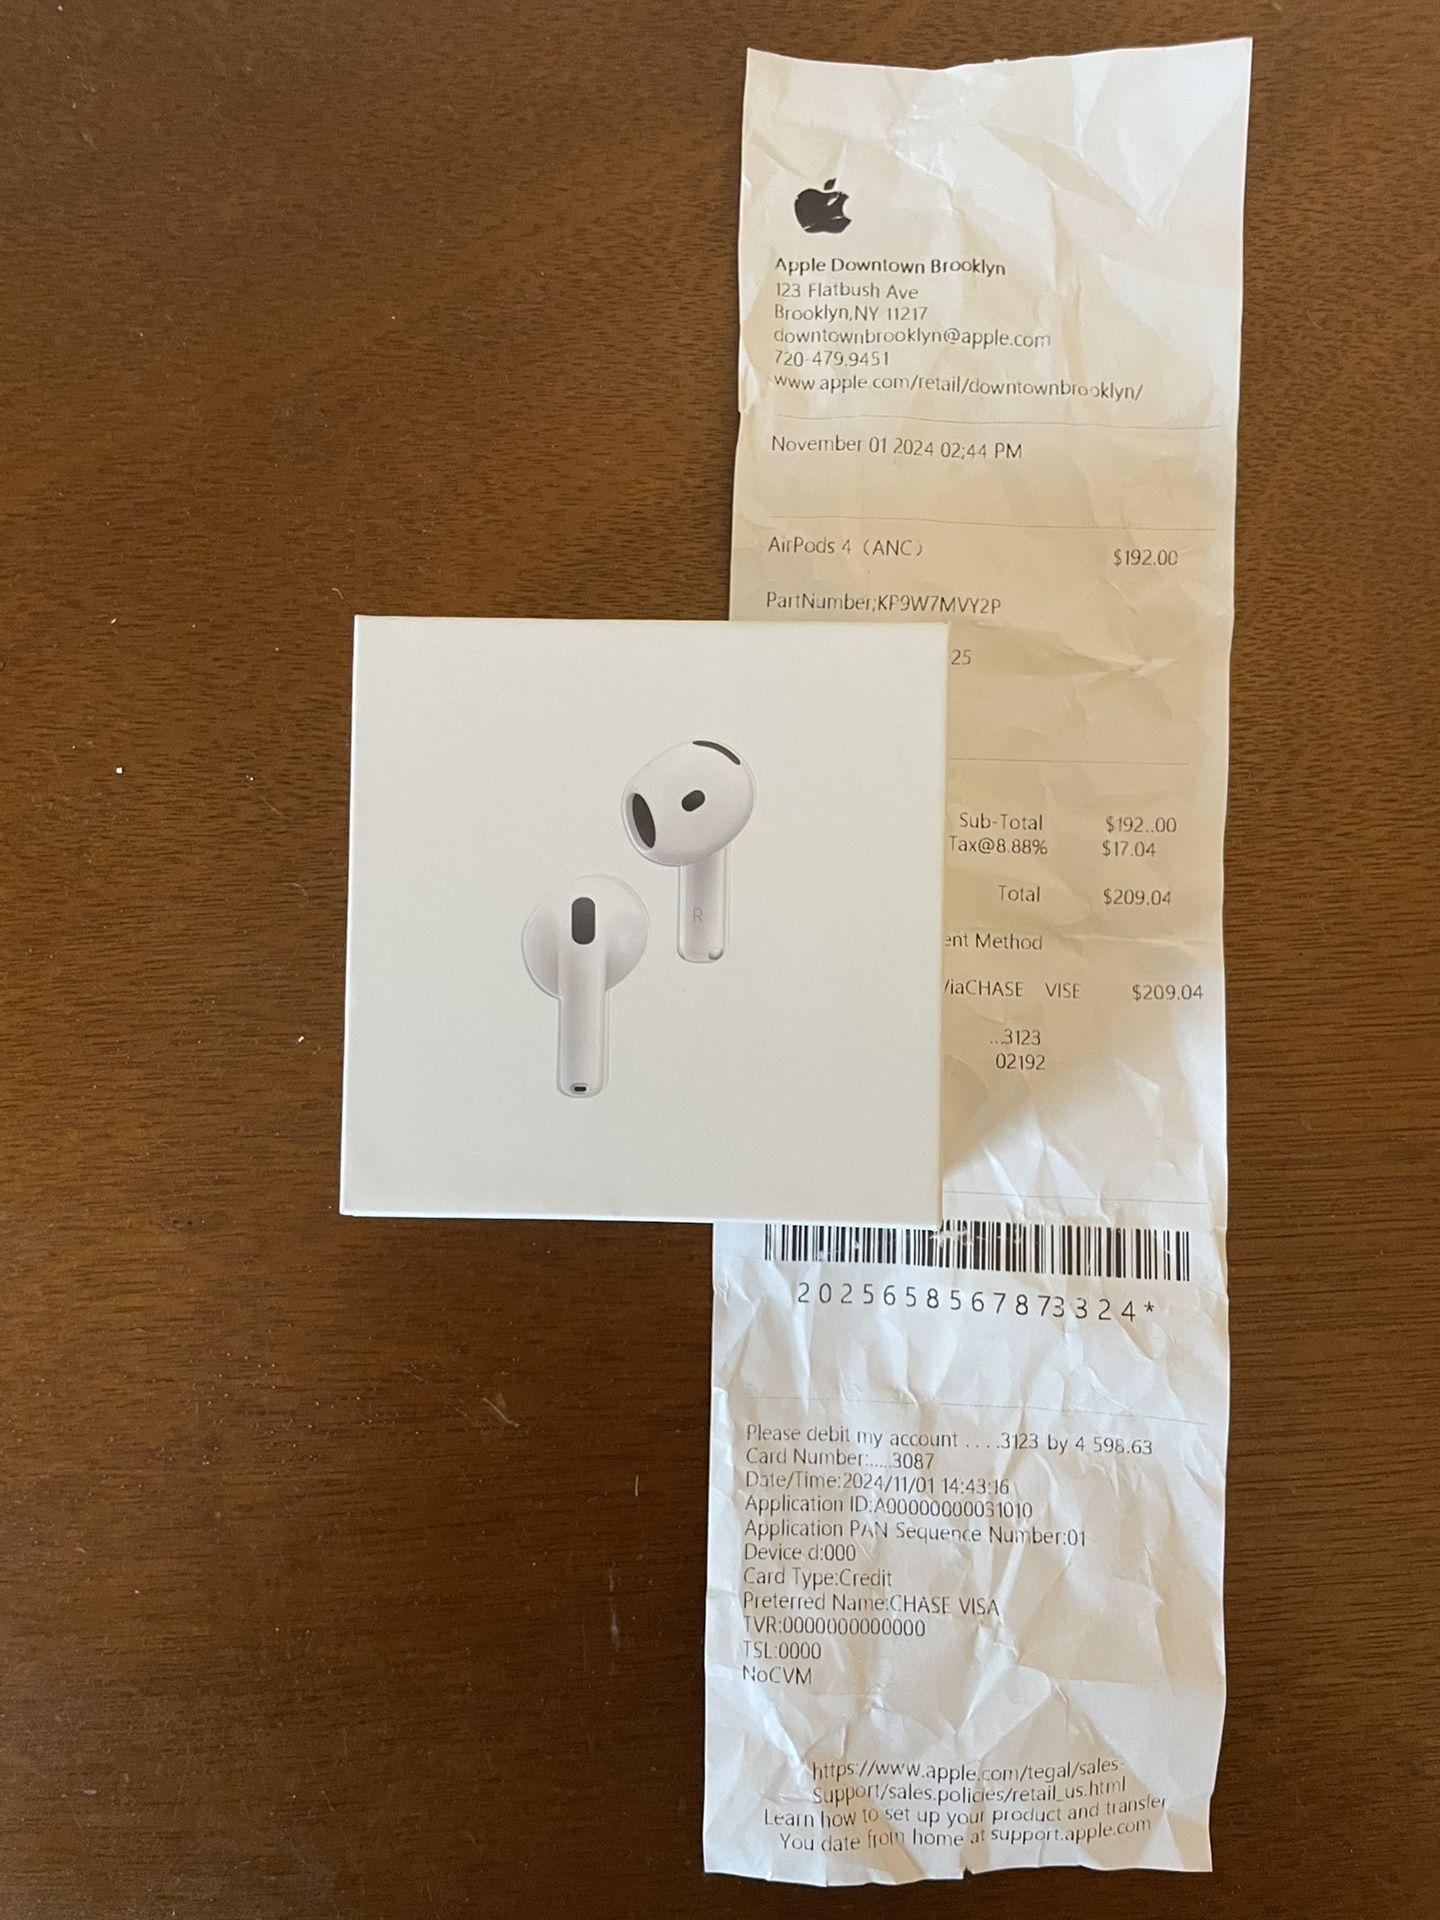 Apple Downtown Brooklyn
123 Flatbush Ave
Brooklyn,NY 11217
downtownbrooklyn@apple.com
720-479.9451
www.apple com/retail/downtownbrooklyn/
November 01 2024 02;44 PM
AirPods 4（ANC） $192.00
PartNumber;KP9W7MVY2P
25
Sub-Total $192..00
Tax@8.88% $17.04
Total $209.04
ent Method
/iaCHASE VISE $209.04
...3123
02192
R
2025658567873324*
Please debit my account ....3123 by 4 598.63
Card Number:.....3087
Date/Time:2024/11/01 14:43:16
Application ID:A00000000031010
Application PAN Sequence Number:01
Device d:000
Card Type:Credit
Preferred Name:CHASE VISA
TVR:0000000000000
TSL:0000
NoCVM
https://www.apple.com/tegal/sales-
Support/sales.policies/retail_us.html
Learn how to set up your product and transfer
You date from home at support.apple.com